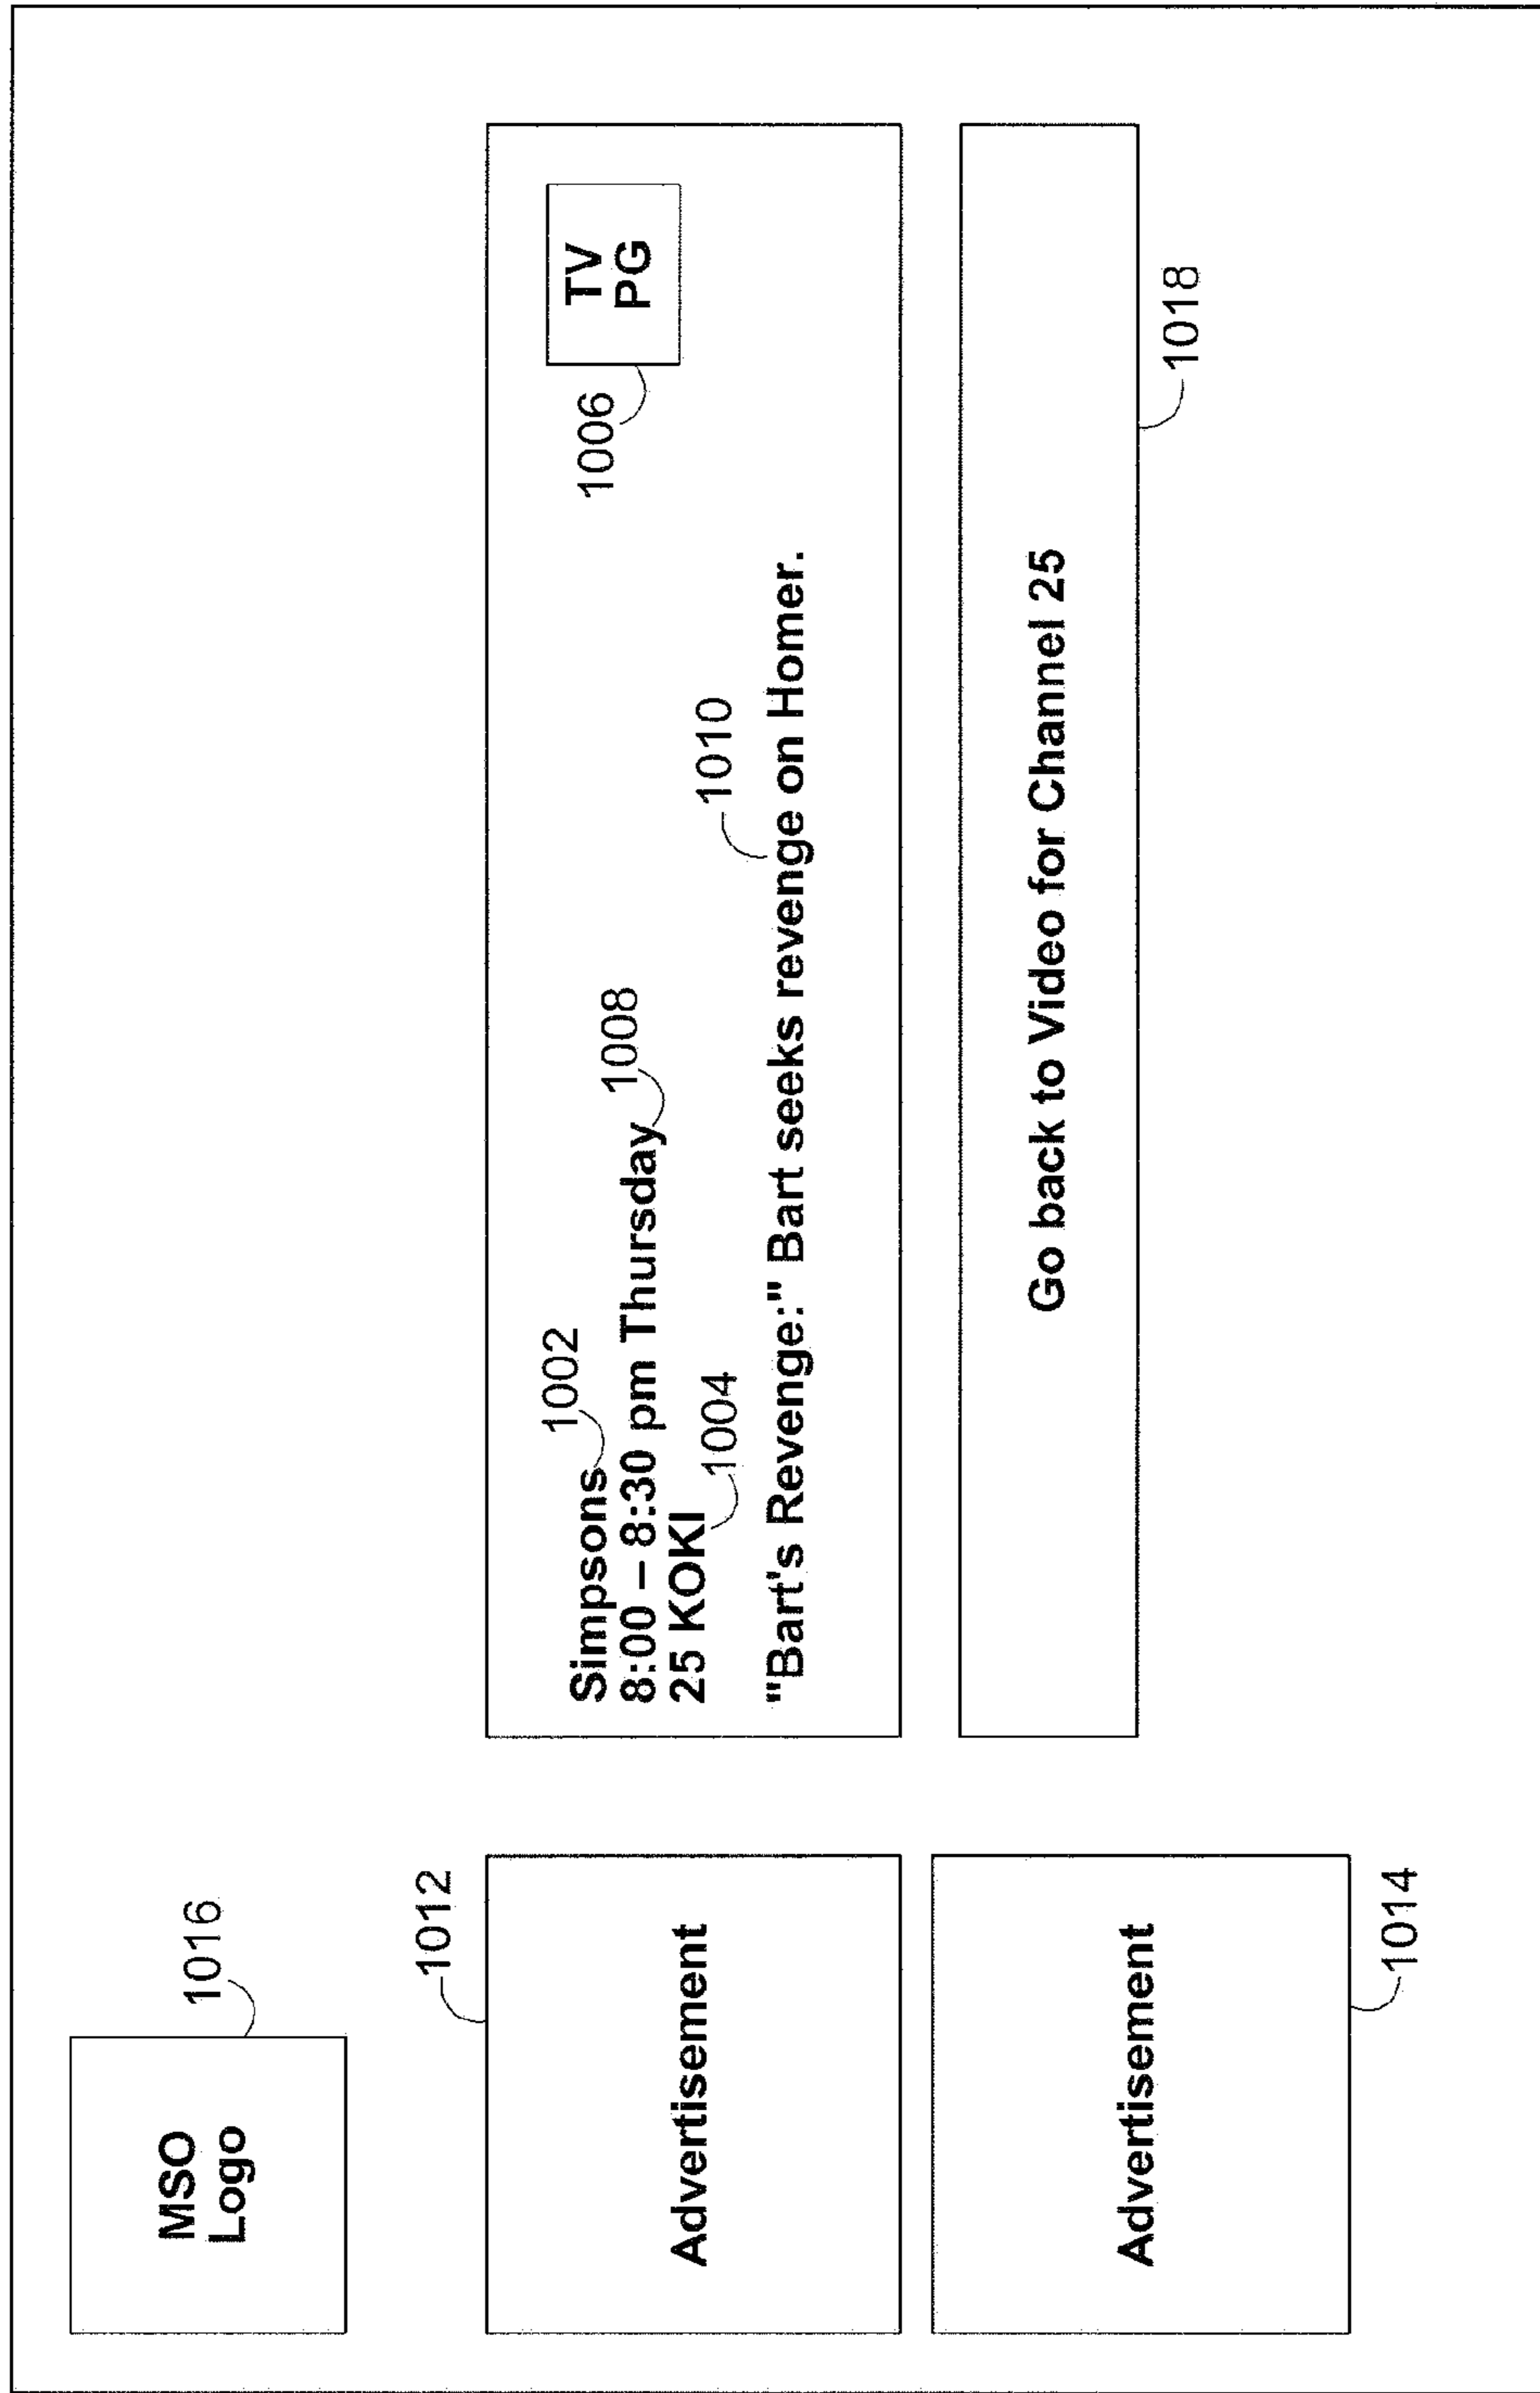 MSO
Logo
1016
Simpsons 1002
8:00 – 8:30 pm Thursday 1008
25 KOKI 1004
"Bart's Revenge:" Bart seeks revenge on Homer.
1010
1006
TV
PG
1012
Advertisement
Advertisement
1014
Go back to Video for Channel 25
1018